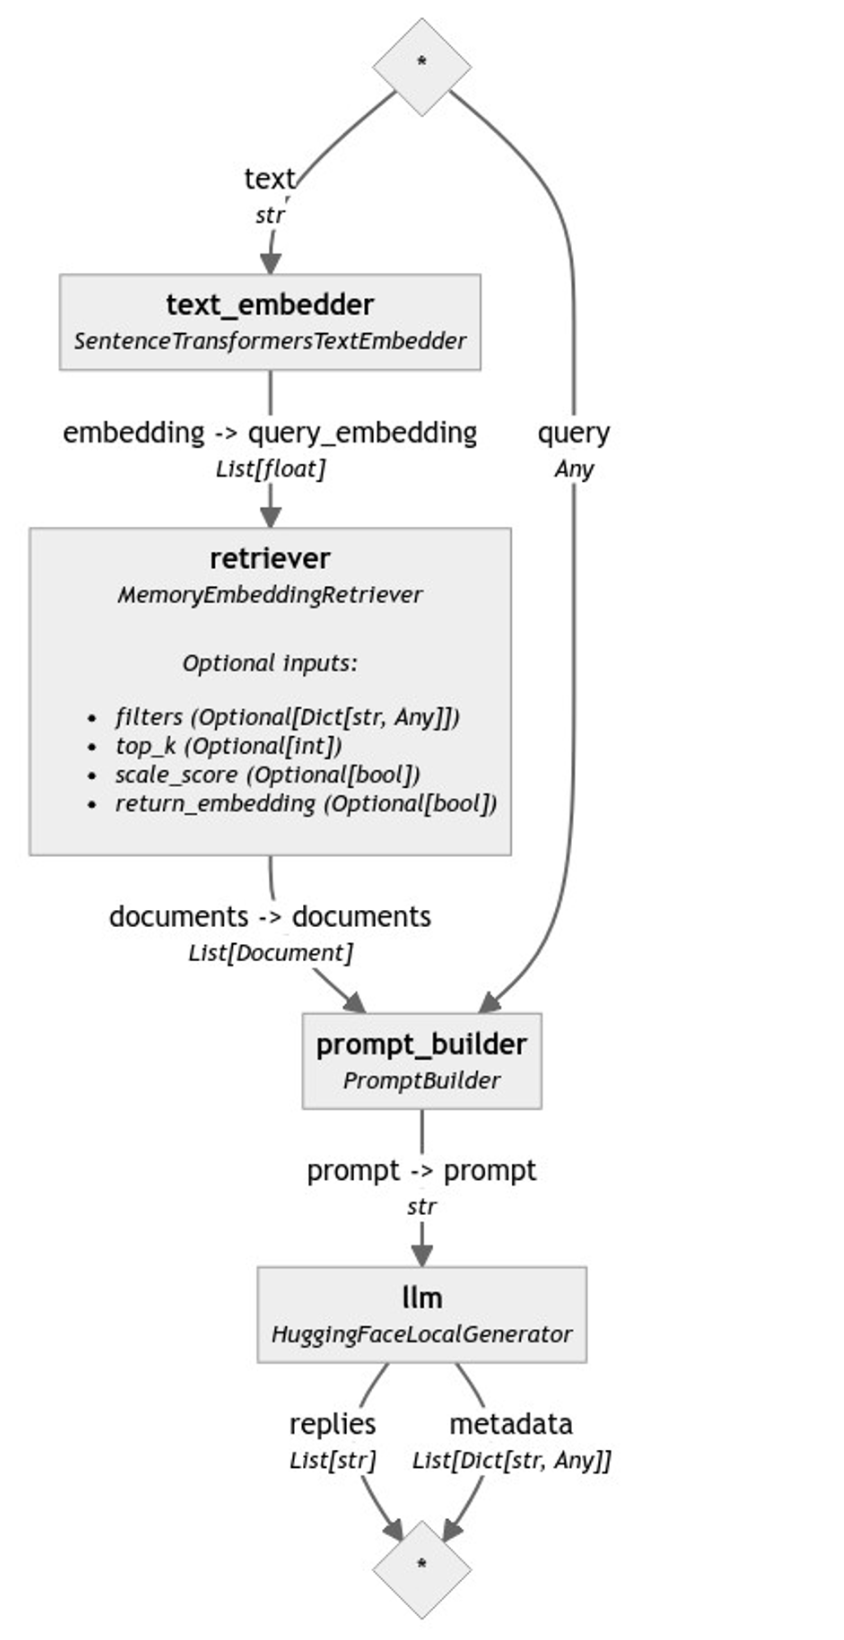 *
text
str
text_embedder
SentenceTransformersTextEmbedder
embedding -> query_embedding
List[float]
query
Any
retriever
MemoryEmbeddingRetriever
Optional inputs:
• filters (Optional[Dict[str, Any]])
• top_k (Optional[int])
• scale_score (Optional[bool])
• return_embedding (Optional[bool])
documents -> documents
List[Document]
prompt_builder
PromptBuilder
prompt -> prompt
str
llm
HuggingFaceLocalGenerator
replies
List[str]
metadata
List[Dict[str, Any]]
*